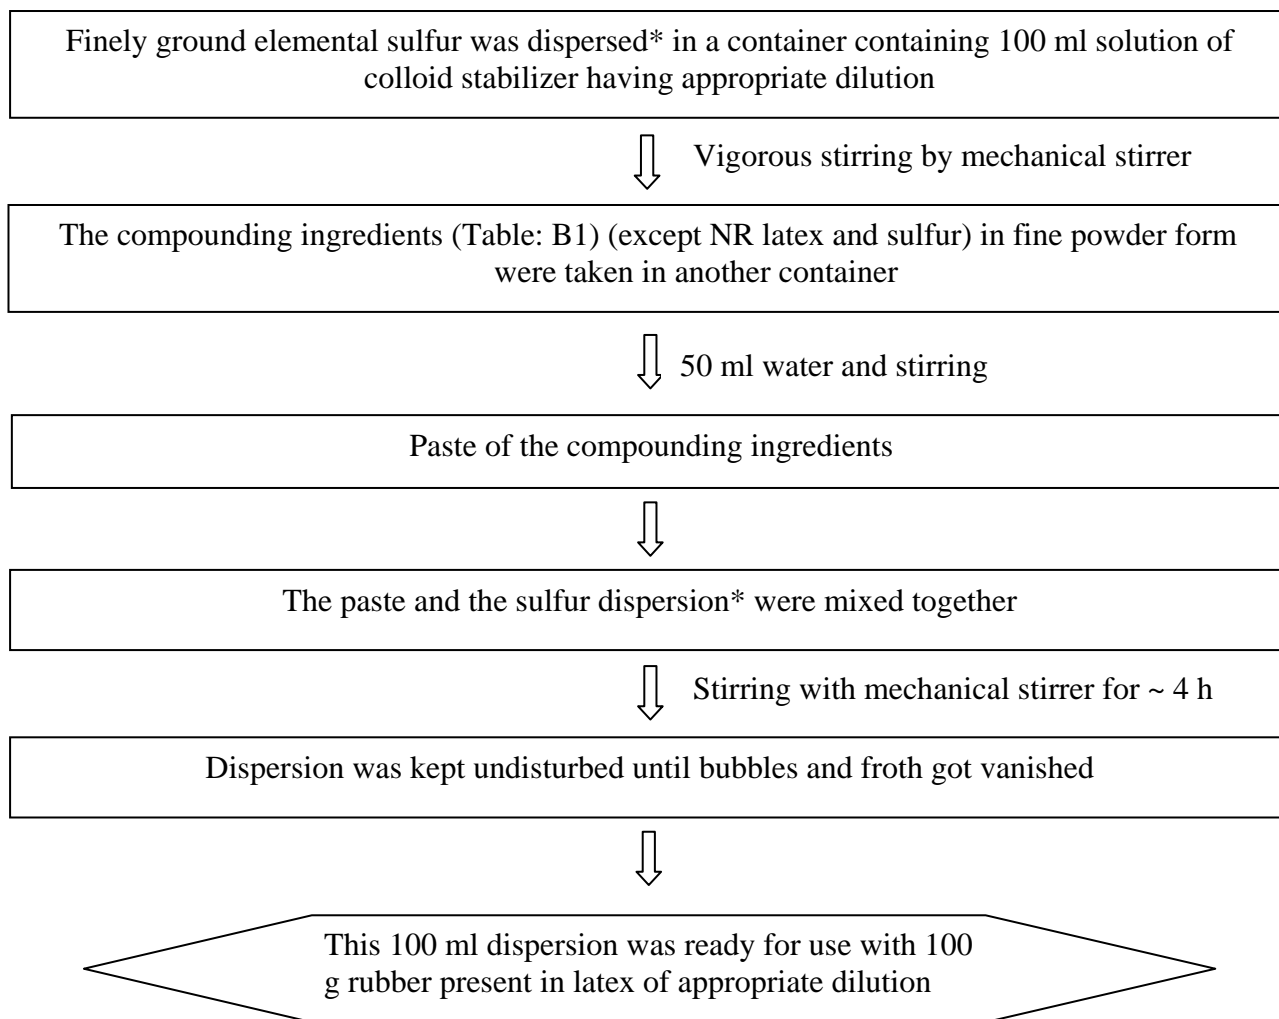 Finely ground elemental sulfur was dispersed* in a container containing 100 ml solution of
colloid stabilizer having appropriate dilution
Vigorous stirring by mechanical stirrer
The compounding ingredients (Table: B1) (except NR latex and sulfur) in fine powder form
were taken in another container
50 ml water and stirring
Paste of the compounding ingredients
The paste and the sulfur dispersion* were mixed together
Stirring with mechanical stirrer for ~ 4 h
Dispersion was kept undisturbed until bubbles and froth got vanished
This 100 ml dispersion was ready for use with 100
g rubber present in latex of appropriate dilution